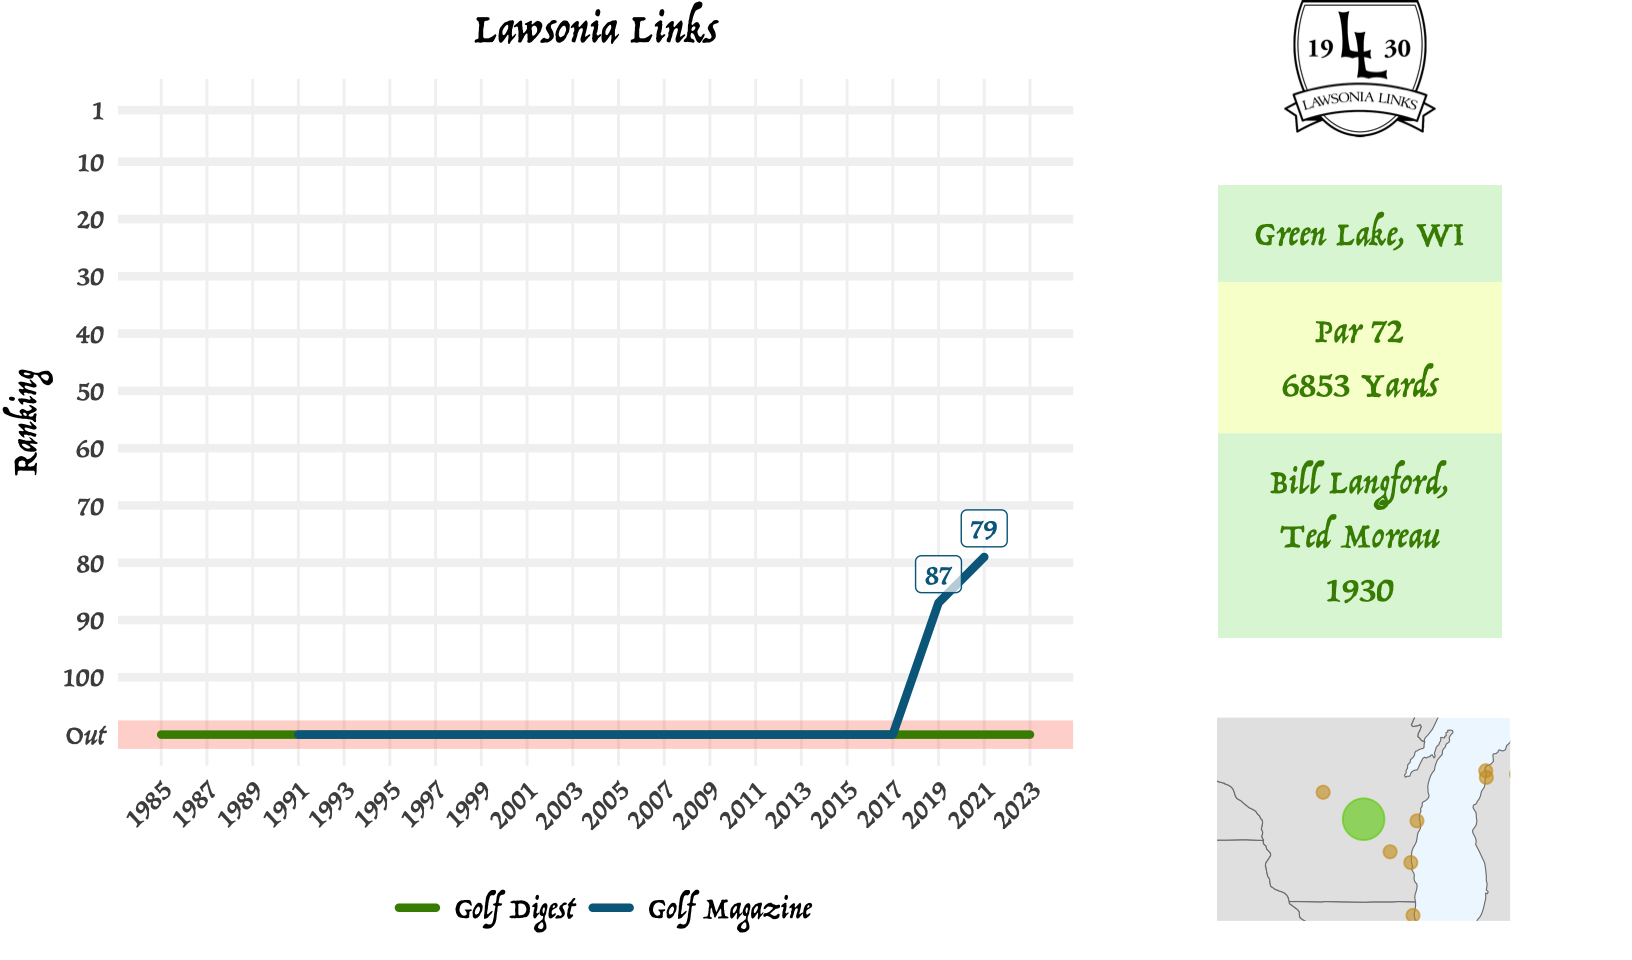 Lawsonia Links
Ranking
1
10
20
30
40
50
60
70
80
90
100
Out
87
79
1985
1987
1989
1991
1993
1995
1997
1999
2001
2003
2005
2007
2009
2011
2013
2015
2017
2019
2021
2023
Golf Digest
Golf Magazine
19 LL 30
LAWSONIA LINKS
Green Lake, WI
Par 72
6853 Yards
Bill Langford,
Ted Moreau
1930